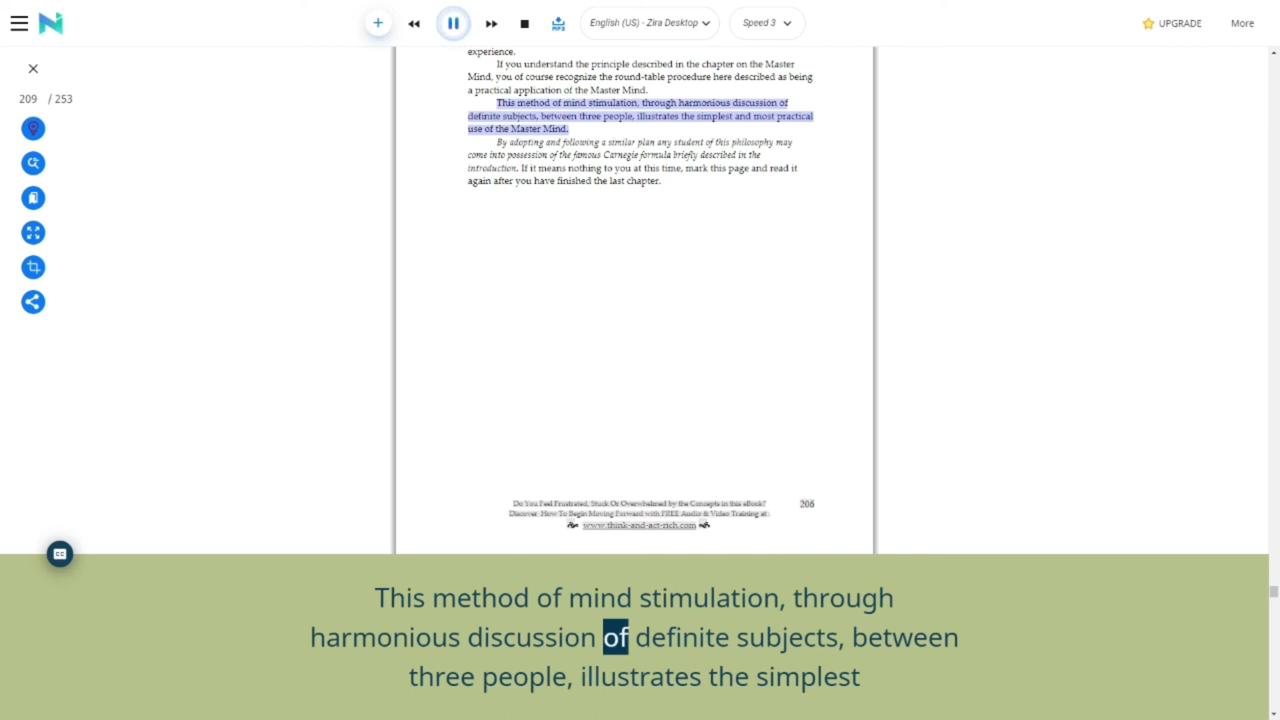 English (US) - Zira Desktop
Speed 3
UPGRADE
More
209 / 253
experience.
If you understand the principle described in the chapter on the Master
Mind, you of course recognize the round-table procedure here described as being
a practical application of the Master Mind.
This method of mind stimulation, through harmonious discussion of
definite subjects, between three people, illustrates the simplest and most practical
use of the Master Mind.
By adopting and following a similar plan any student of this philosophy may
come into possession of the famous Carnegie formula briefly described in the
introduction. If it means nothing to you at this time, mark this page and read it
again after you have finished the last chapter.
Do You Feel Frustrated, Stuck Or Overwhelmed by the Concepts in this eBook?
206
Discover How To Begin Moving Forward with FREE Audio & Video Training at:
www.think-and-act-rich.com
CC
This method of mind stimulation, through
harmonious discussion of definite subjects, between
three people, illustrates the simplest